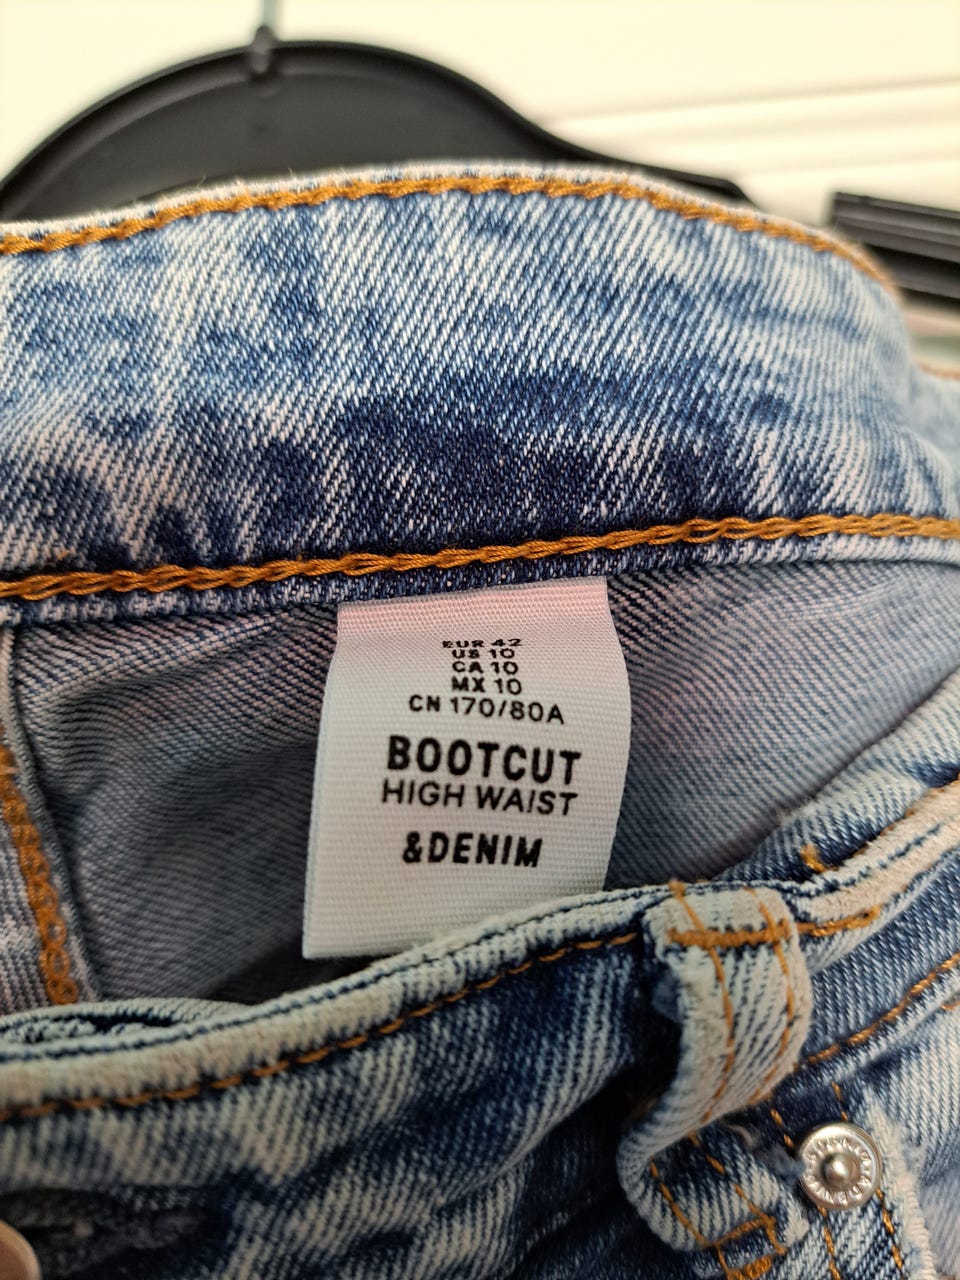 EUR 42
US 10
CA 10
MX 10
CN 170/80A
BOOTCUT
HIGH WAIST
&DENIM